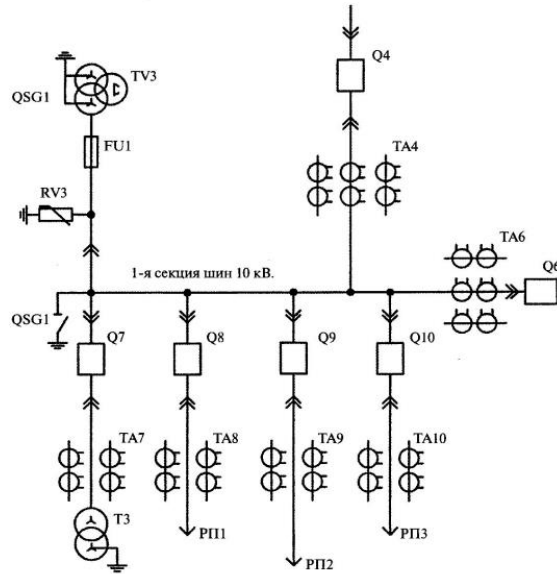 Q4
TV3
QSG1
FU1
TA4
RV3
TA6
1-я секция шин 10 кВ.
Q6
QSG1
Q7
Q8
Q9
Q10
TA7
TA8
TA9
TA10
T3
РП1
РП2
РП3